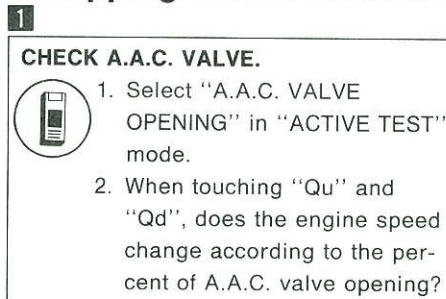 1
CHECK A.A.C. VALVE.
1. Select "A.A.C. VALVE
OPENING" in "ACTIVE TEST"
mode.
2. When touching "Qu" and
"Qd", does the engine speed
change according to the per-
cent of A.A.C. valve opening?